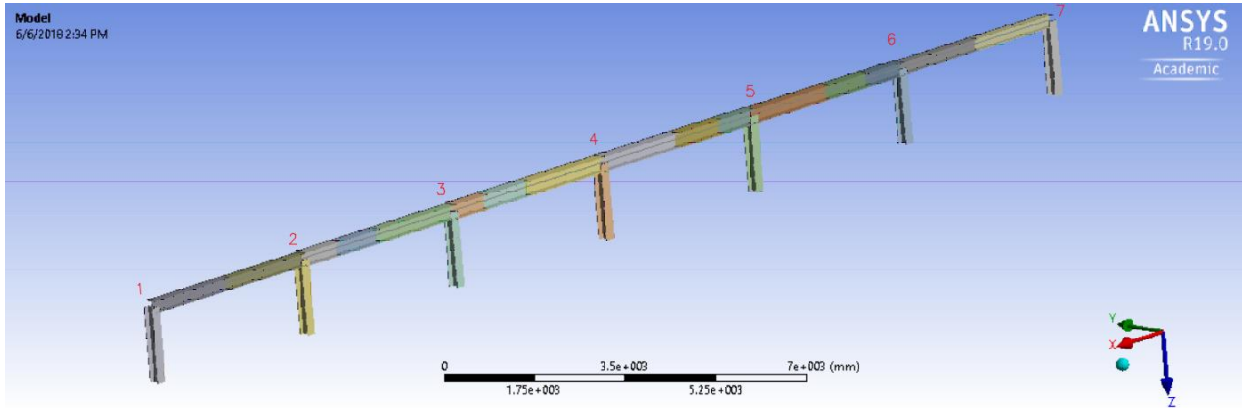 Model
6/6/2018 2:34 PM
ANSYS
R19.0
Academic
7
6
5
4
3
2
1
0 3.5e+003 7e+003 (mm)
1.75e+003 5.25e+003
Y
X
Z